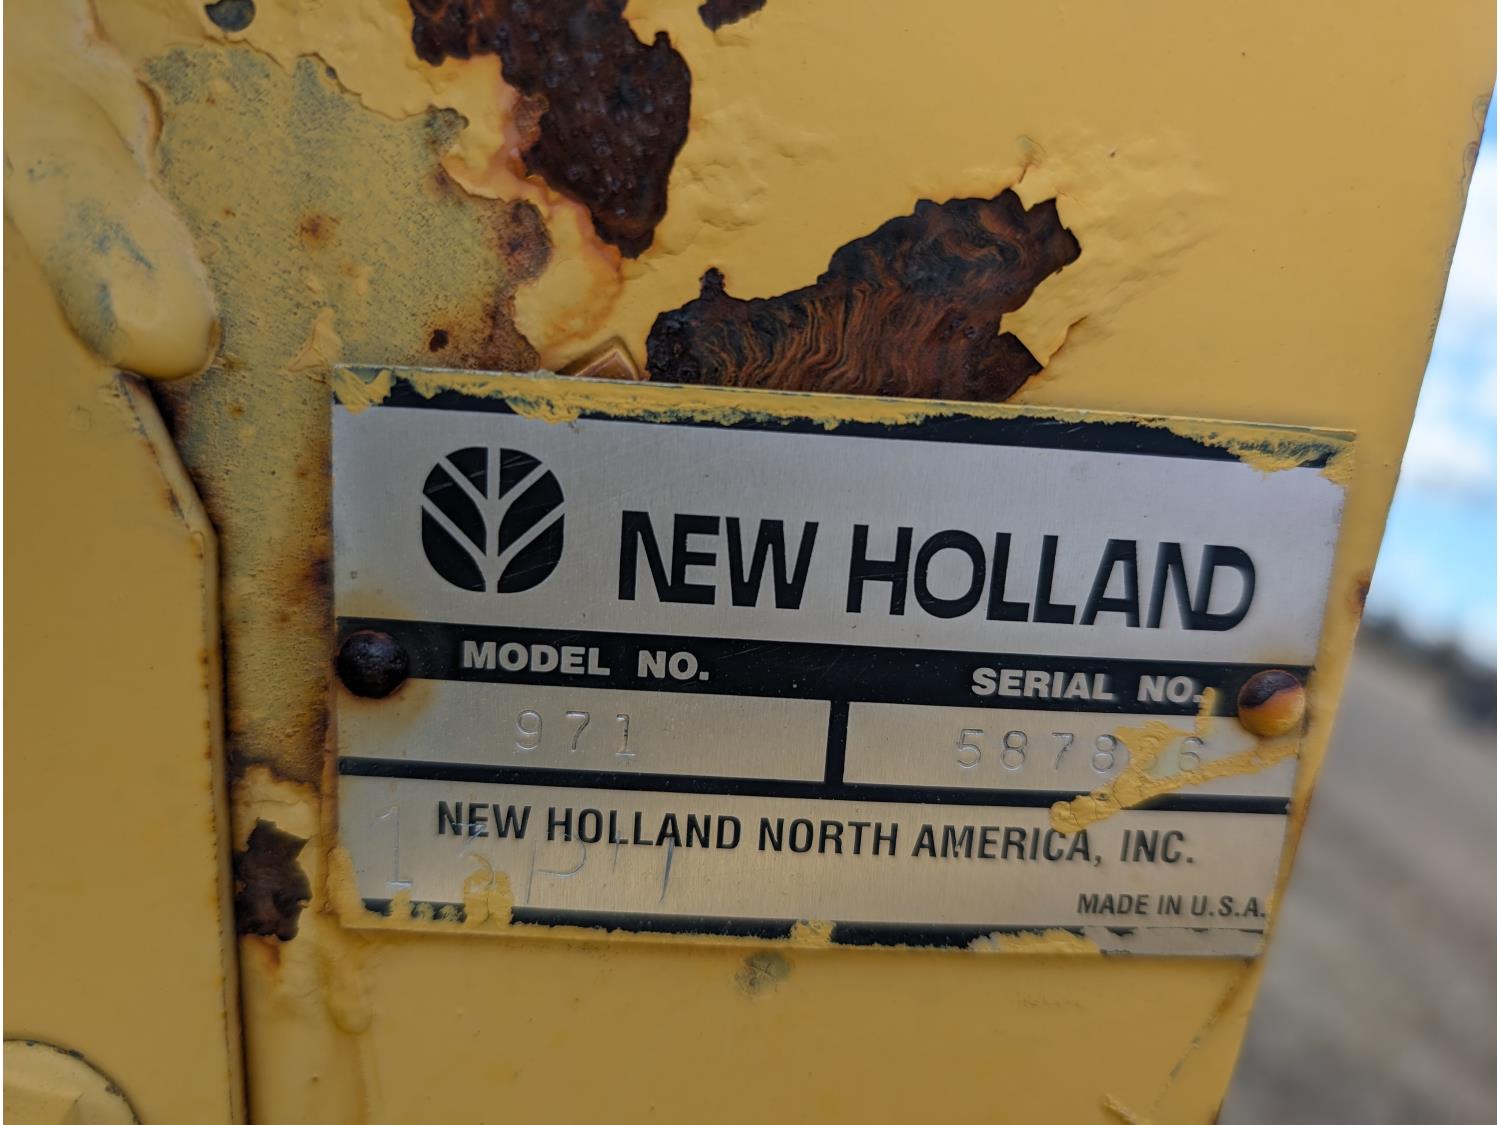 NEW HOLLAND
MODEL NO. SERIAL NO.
971
NEW HOLLAND NORTH AMERICA, INC.
MADE IN U.S.A.